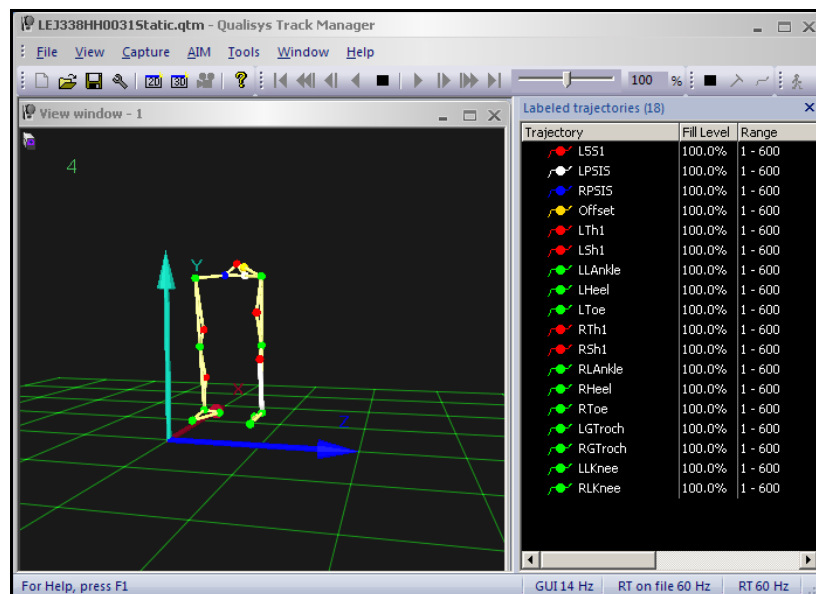 LEJ338HH0031Static.qtm - Qualisys Track Manager
File View Capture AIM Tools Window Help
2D 3D ? 100 %
View window - 1
4
Y
X
Z
Labeled trajectories (18)
Trajectory Fill Level Range
L5S1 100.0% 1 - 600
LPSIS 100.0% 1 - 600
RPSIS 100.0% 1 - 600
Offset 100.0% 1 - 600
LTh1 100.0% 1 - 600
LSh1 100.0% 1 - 600
LLAnkle 100.0% 1 - 600
LHeel 100.0% 1 - 600
LToe 100.0% 1 - 600
RTh1 100.0% 1 - 600
RSh1 100.0% 1 - 600
RLAnkle 100.0% 1 - 600
RHeel 100.0% 1 - 600
RToe 100.0% 1 - 600
LGTroch 100.0% 1 - 600
RGTroch 100.0% 1 - 600
LLKnee 100.0% 1 - 600
RLKnee 100.0% 1 - 600
For Help, press F1 GUI 14 Hz RT on file 60 Hz RT 60 Hz